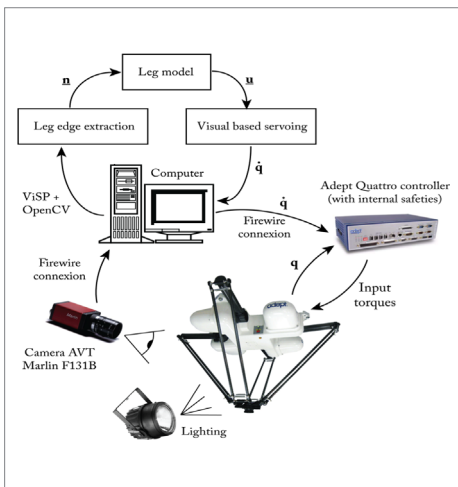 n
Leg model
u
Leg edge extraction
Visual based servoing
q̇
Computer
ViSP +
OpenCV
q̇
Firewire
connexion
Adept Quattro controller
(with internal safeties)
Firewire
connexion
q
Input
torques
adept
Camera AVT
Marlin F131B
Lighting